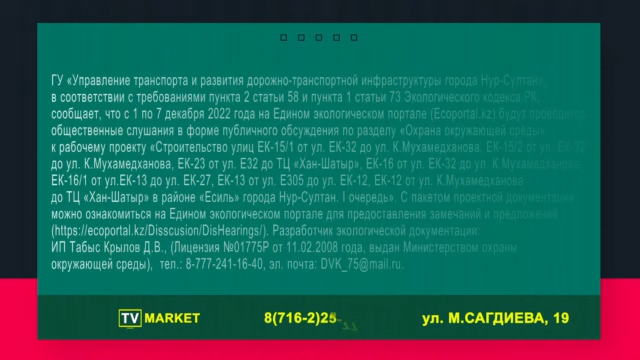 ГУ «Управление транспорта и развития дорожно-транспортной инфраструктуры города Нур-Султан»,
в соответствии с требованиями пункта 2 статьи 58 и пункта 1 статьи 73 Экологического кодекса РК,
сообщает, что с 1 по 7 декабря 2022 года на Едином экологическом портале (Ecoportal.kz) будут проводится
общественные слушания в форме публичного обсуждения по разделу «Охрана окружающей среды»
к рабочему проекту «Строительство улиц ЕК-15/1 от ул. ЕК-32 до ул. К.Мухамедханова, ЕК-15/2 от ул. ЕК-32
до ул. К.Мухамедханова, ЕК-23 от ул. Е32 до ТЦ «Хан-Шатыр», ЕК-16 от ул. ЕК-32 до ул. К.Мухамедханова,
ЕК-16/1 от ул.ЕК-13 до ул. ЕК-27, ЕК-13 от ул. Е305 до ул. ЕК-12, ЕК-12 от ул. К.Мухамедханова
до ТЦ «Хан-Шатыр» в районе «Есиль» города Нур-Султан. I очередь». С пакетом проектной документации
можно ознакомиться на Едином экологическом портале для предоставления замечаний и предложений
(https://ecoportal.kz/Disscusion/DisHearings/). Разработчик экологической документации:
ИП Табыс Крылов Д.В., (Лицензия №01775Р от 11.02.2008 года, выдан Министерством охраны
окружающей среды), тел.: 8-777-241-16-40, эл. почта: DVK_75@mail.ru.
TV MARKET 8(716-2)25- ул. М.САГДИЕВА, 19